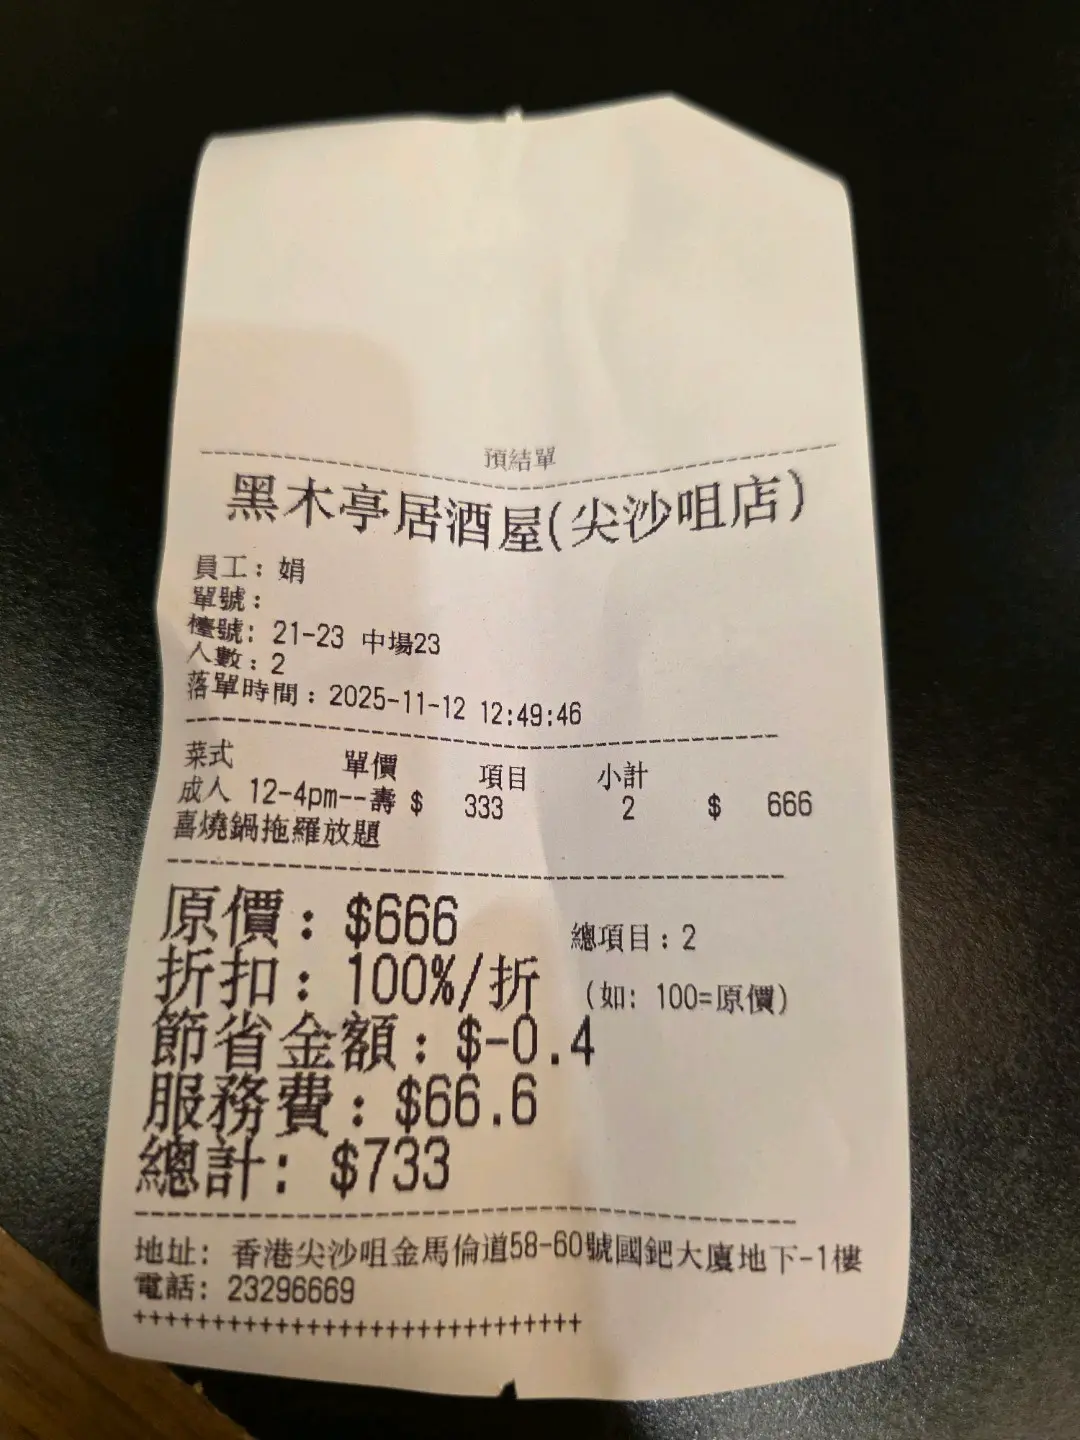 預結單
黑木亭居酒屋(尖沙咀店)
員工: 娟
單號:
檯號: 21-23 中場23
人數: 2
落單時間: 2025-11-12 12:49:46
菜式 單價 項目 小計
成人 12-4pm--壽 $ 333 2 $ 666
喜燒鍋拖羅放題
原價: $666 總項目: 2
折扣: 100%/折 (如: 100=原價)
節省金額: $-0.4
服務費: $66.6
總計: $733
地址: 香港尖沙咀金馬倫道58-60號國鈀大廈地下-1樓
電話: 23296669
++++++++++++++++++++++++++++++